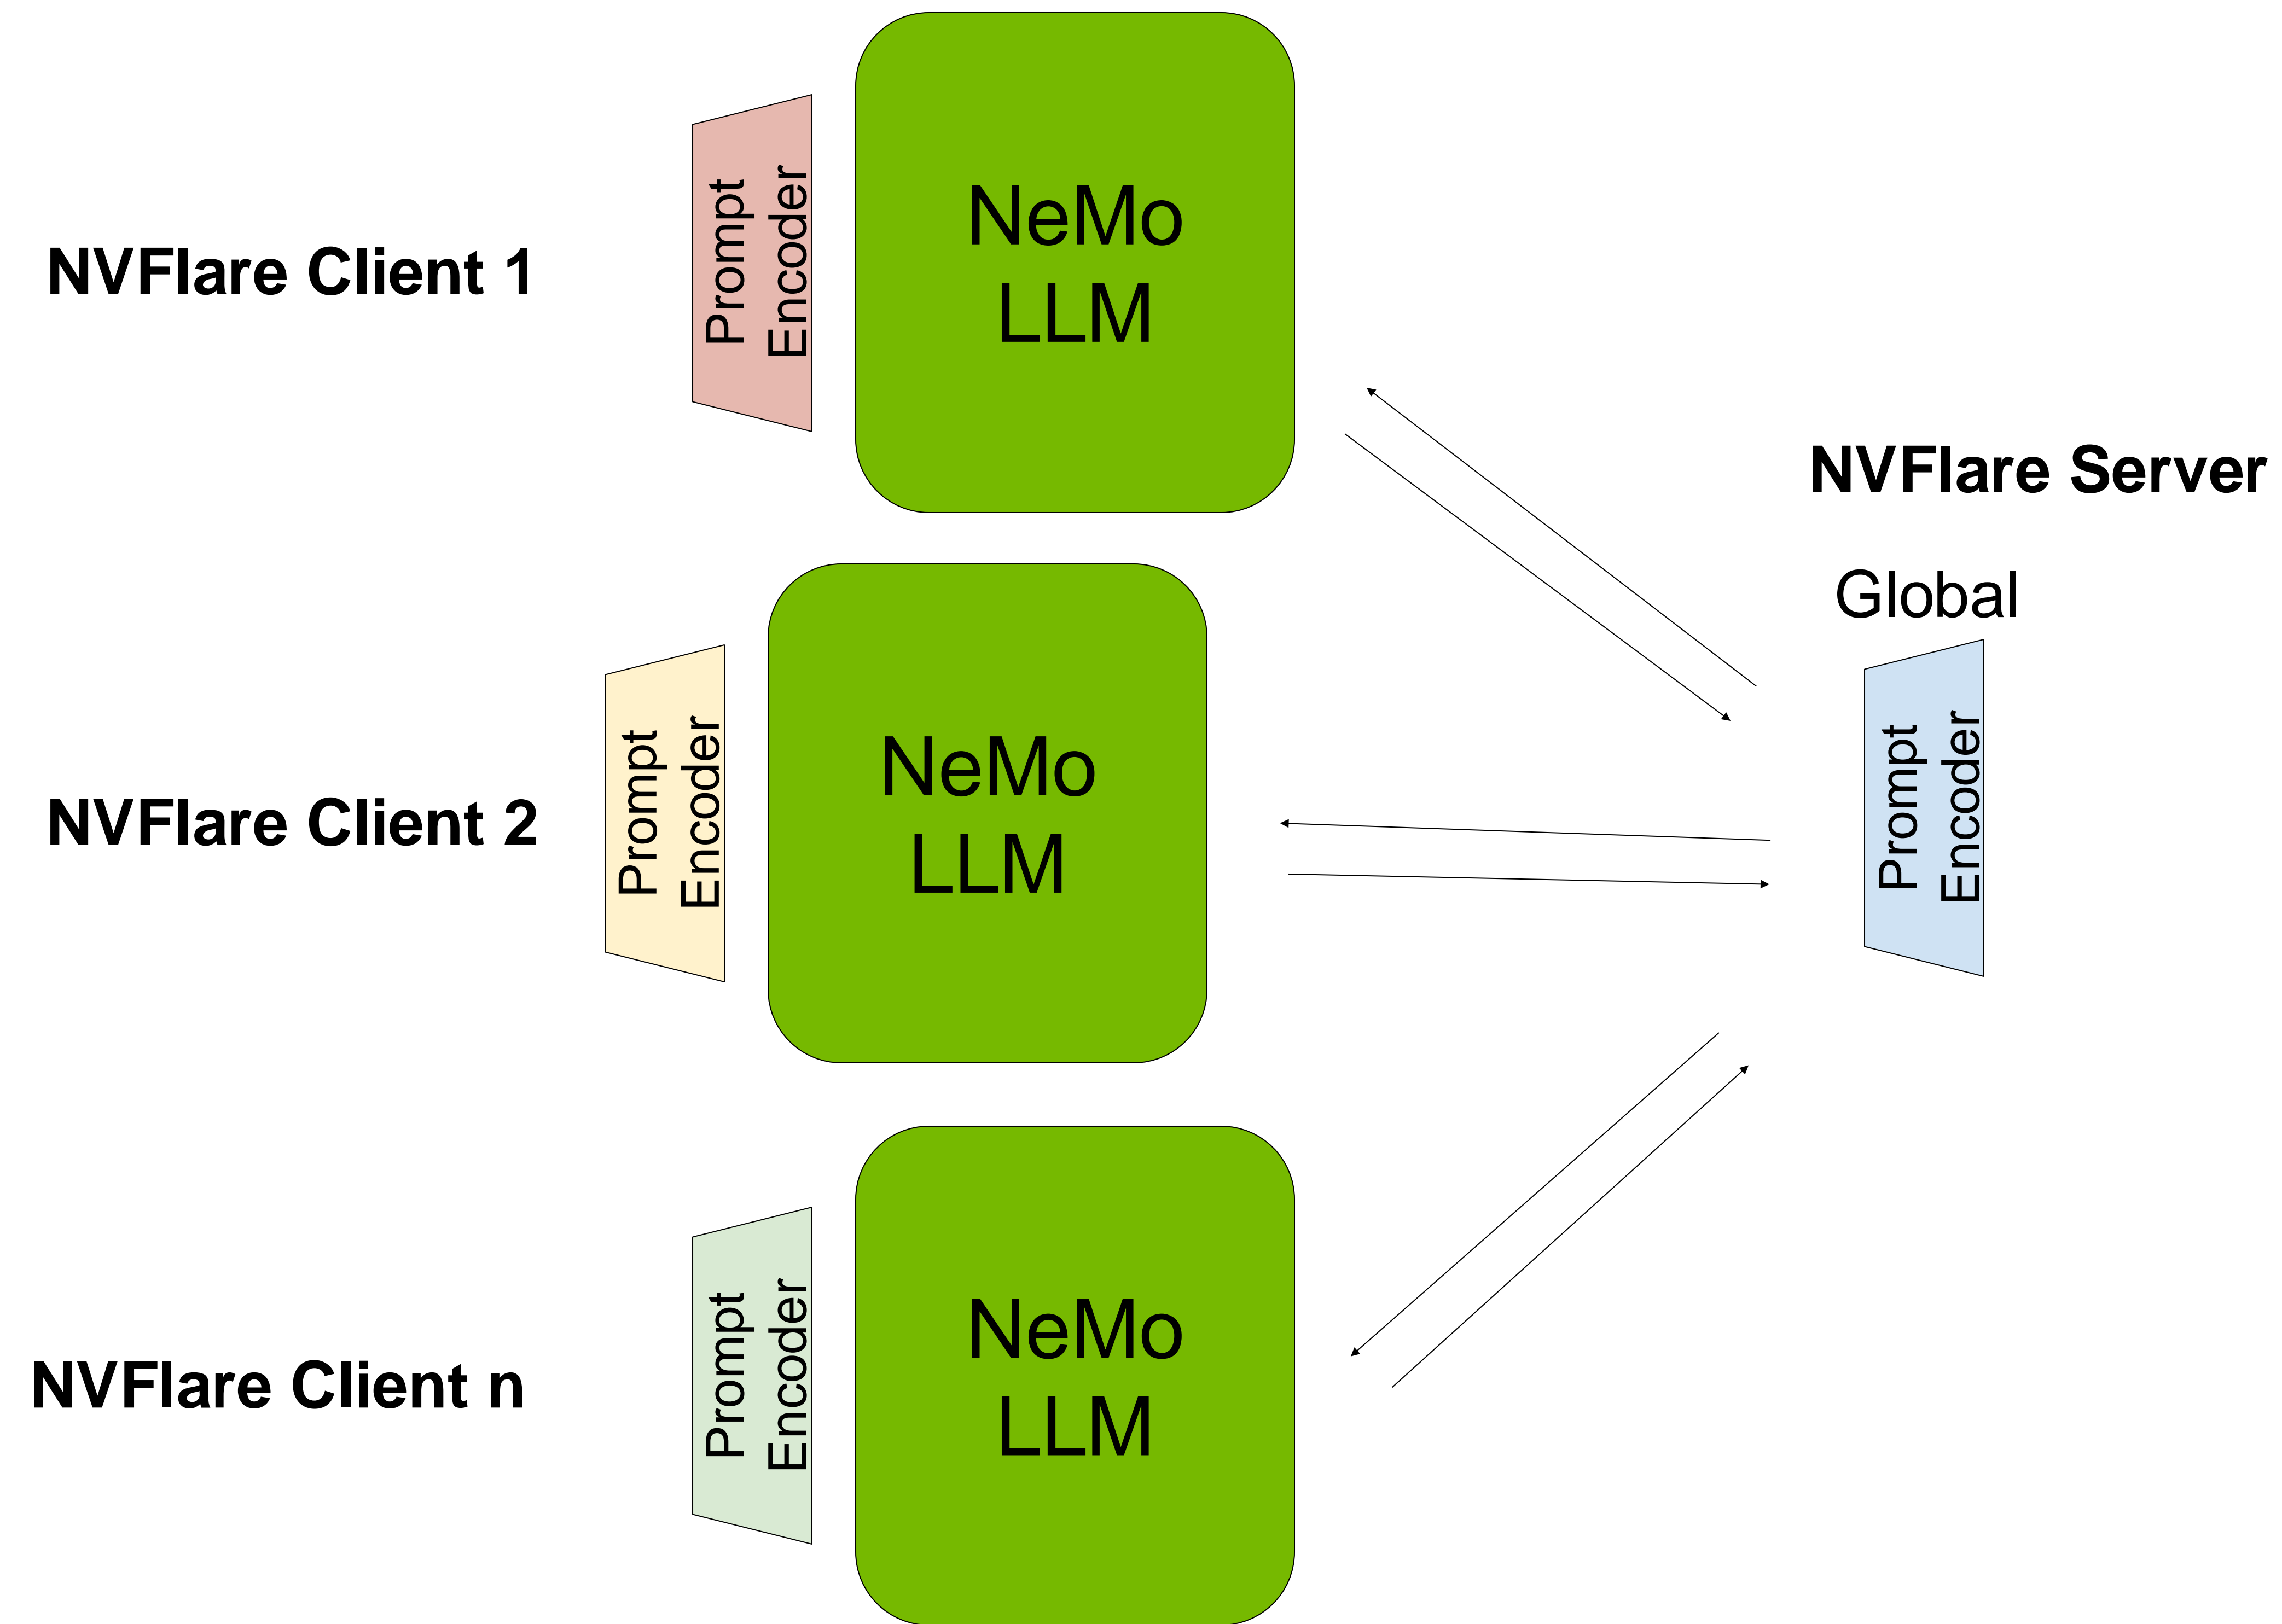 NVFlare Client 1
Prompt
Encoder
NeMo
LLM
NVFlare Server
Global
Prompt
Encoder
NVFlare Client 2
Prompt
Encoder
NeMo
LLM
NVFlare Client n
Prompt
Encoder
NeMo
LLM